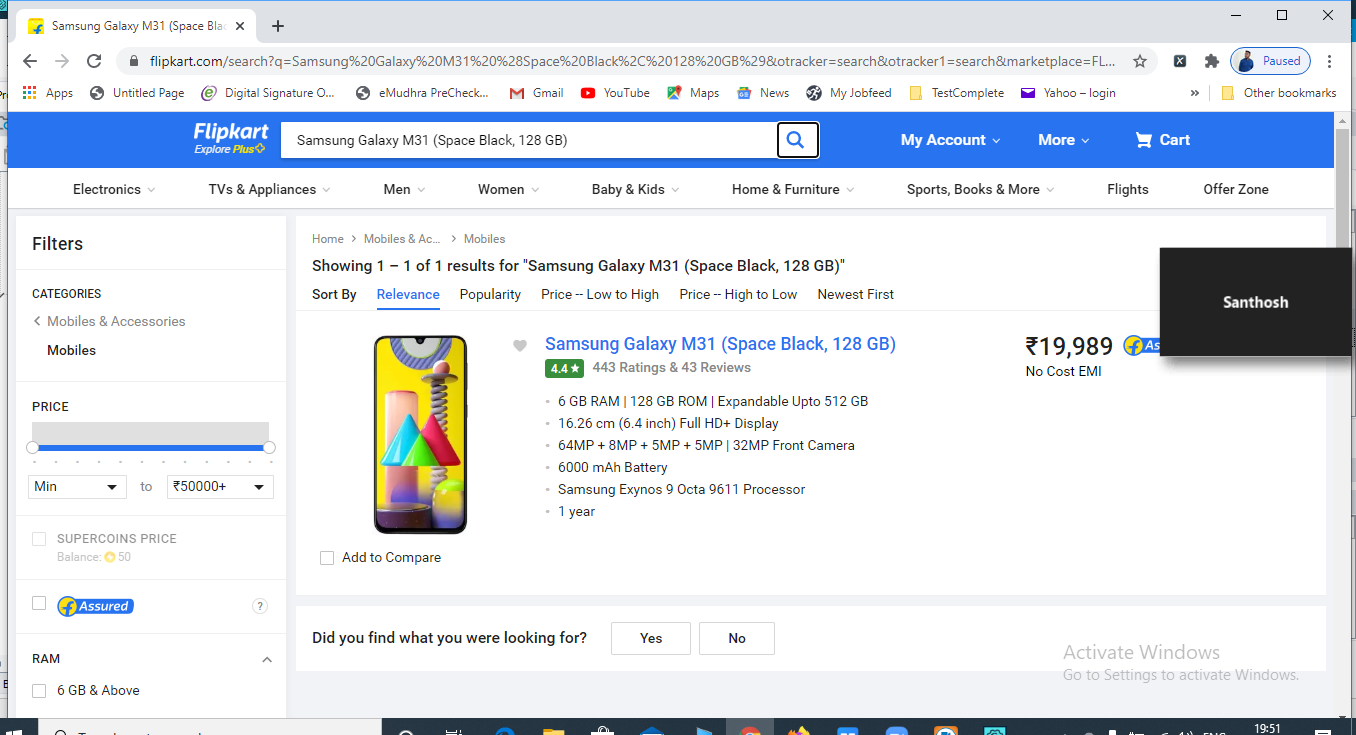 Samsung Galaxy M31 (Space Blac
flipkart.com/search?q=Samsung%20Galaxy%20M31%20%28Space%20Black%2C%20128%20GB%29&otracker=search&otracker1=search&marketplace=FL...
Paused
Apps
Untitled Page
Digital Signature O...
eMudhra PreCheck...
Gmail
YouTube
Maps
News
My Jobfeed
TestComplete
Yahoo – login
»
Other bookmarks
Flipkart
Explore Plus
Samsung Galaxy M31 (Space Black, 128 GB)
My Account
More
Cart
Electronics
TVs & Appliances
Men
Women
Baby & Kids
Home & Furniture
Sports, Books & More
Flights
Offer Zone
Filters
CATEGORIES
Mobiles & Accessories
Mobiles
PRICE
Min
to
₹50000+
SUPERCOINS PRICE
Balance: 50
Assured
?
RAM
6 GB & Above
Home > Mobiles & Ac... > Mobiles
Showing 1 – 1 of 1 results for "Samsung Galaxy M31 (Space Black, 128 GB)"
Sort By
Relevance
Popularity
Price -- Low to High
Price -- High to Low
Newest First
Samsung Galaxy M31 (Space Black, 128 GB)
4.4 ★
443 Ratings & 43 Reviews
6 GB RAM | 128 GB ROM | Expandable Upto 512 GB
16.26 cm (6.4 inch) Full HD+ Display
64MP + 8MP + 5MP + 5MP | 32MP Front Camera
6000 mAh Battery
Samsung Exynos 9 Octa 9611 Processor
1 year
Add to Compare
₹19,989
As
No Cost EMI
Santhosh
Did you find what you were looking for?
Yes
No
Activate Windows
Go to Settings to activate Windows.
19:51